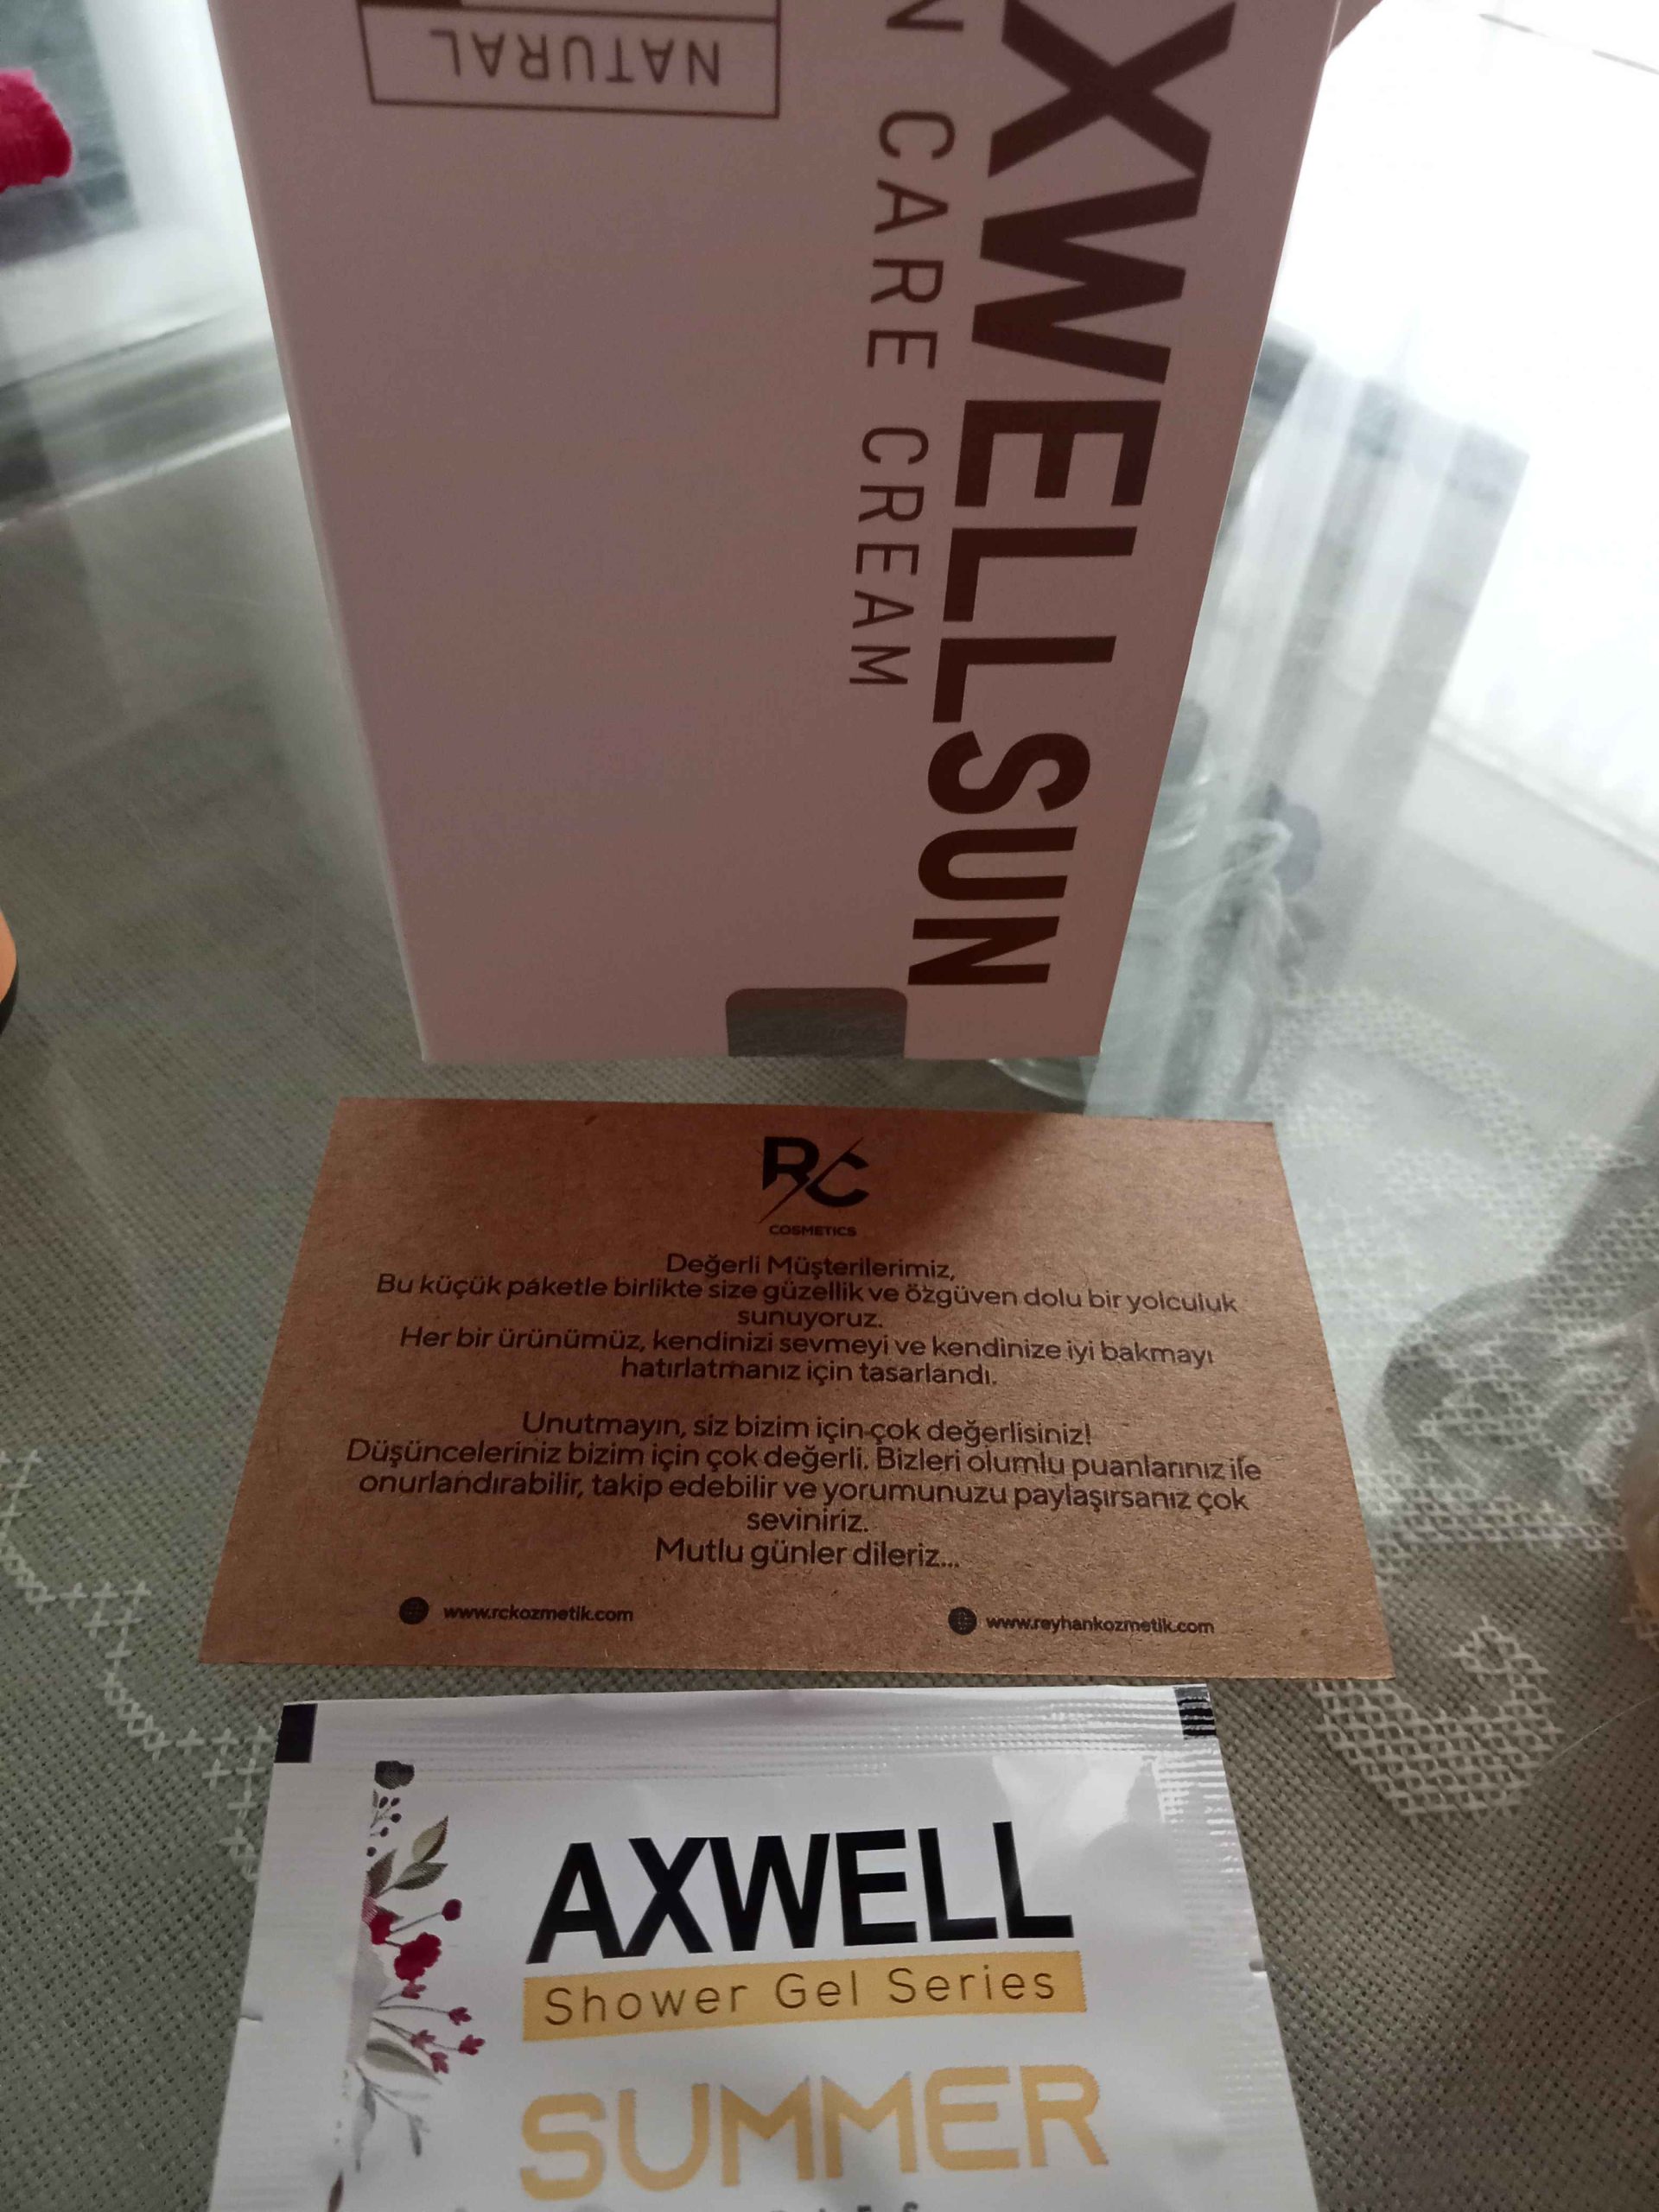 NATURAL
XWELLSUN
N CARE CREAM
RC
COSMETICS
Değerli Müşterilerimiz,
Bu küçük paketle birlikte size güzellik ve özgüven dolu bir yolculuk
sunuyoruz.
Her bir ürünümüz, kendinizi sevmeyi ve kendinize iyi bakmayı
hatırlatmanız için tasarlandı.
Unutmayın, siz bizim için çok değerlisiniz!
Düşünceleriniz bizim için çok değerli. Bizleri olumlu puanlarınız ile
onurlandırabilir, takip edebilir ve yorumunuzu paylaşırsanız çok
seviniriz.
Mutlu günler dileriz...
www.rckozmetik.com
www.reyhankozmetik.com
AXWELL
Shower Gel Series
SUMMER